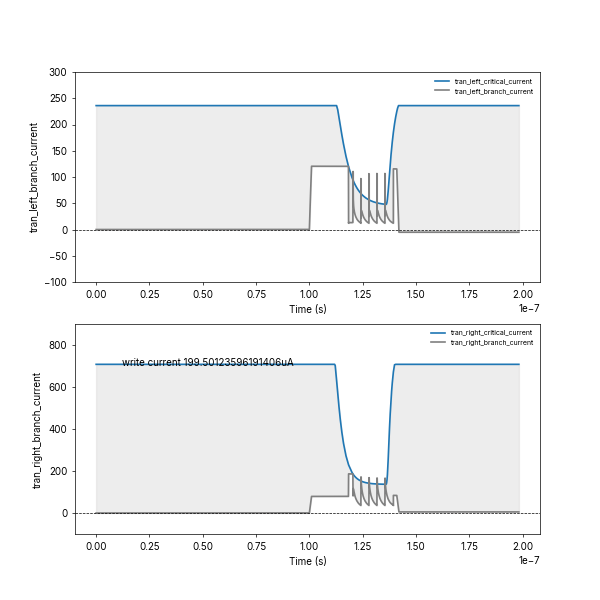 300
250
200
150
100
50
0
−50
−100
tran_left_branch_current
tran_left_critical_current
tran_left_branch_current
0.00 0.25 0.50 0.75 1.00 1.25 1.50 1.75 2.00
1e−7
Time (s)
800
600
400
200
0
tran_right_branch_current
tran_right_critical_current
tran_right_branch_current
write current 199.50123596191406uA
0.00 0.25 0.50 0.75 1.00 1.25 1.50 1.75 2.00
1e−7
Time (s)